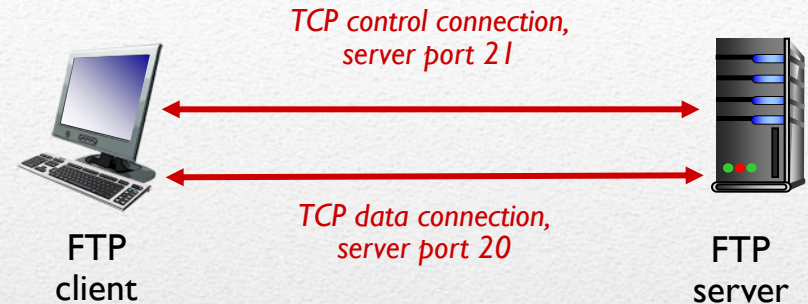 TCP control connection,
server port 21
TCP data connection,
server port 20
FTP
client
FTP
server